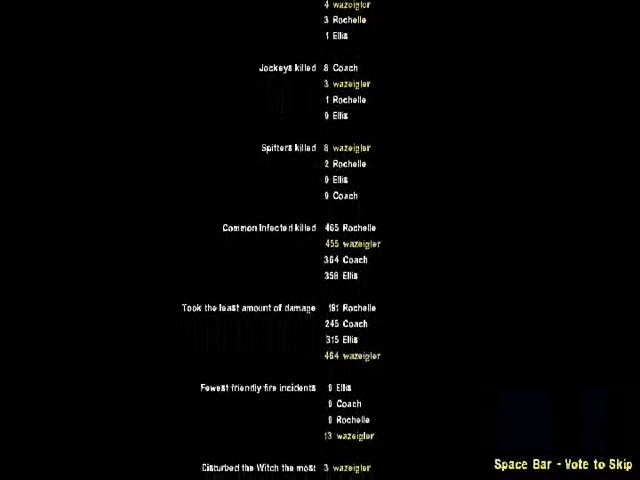 4 wazeigler
3 Rochelle
1 Ellis
Jockeys killed 8 Coach
3 wazeigler
1 Rochelle
0 Ellis
Spitters killed 8 wazeigler
2 Rochelle
0 Ellis
0 Coach
Common Infected killed 465 Rochelle
455 wazeigler
364 Coach
358 Ellis
Took the least amount of damage 191 Rochelle
245 Coach
315 Ellis
464 wazeigler
Fewest friendly fire incidents 0 Ellis
0 Coach
0 Rochelle
13 wazeigler
Disturbed the Witch the most 3 wazeigler
Space Bar - Vote to Skip